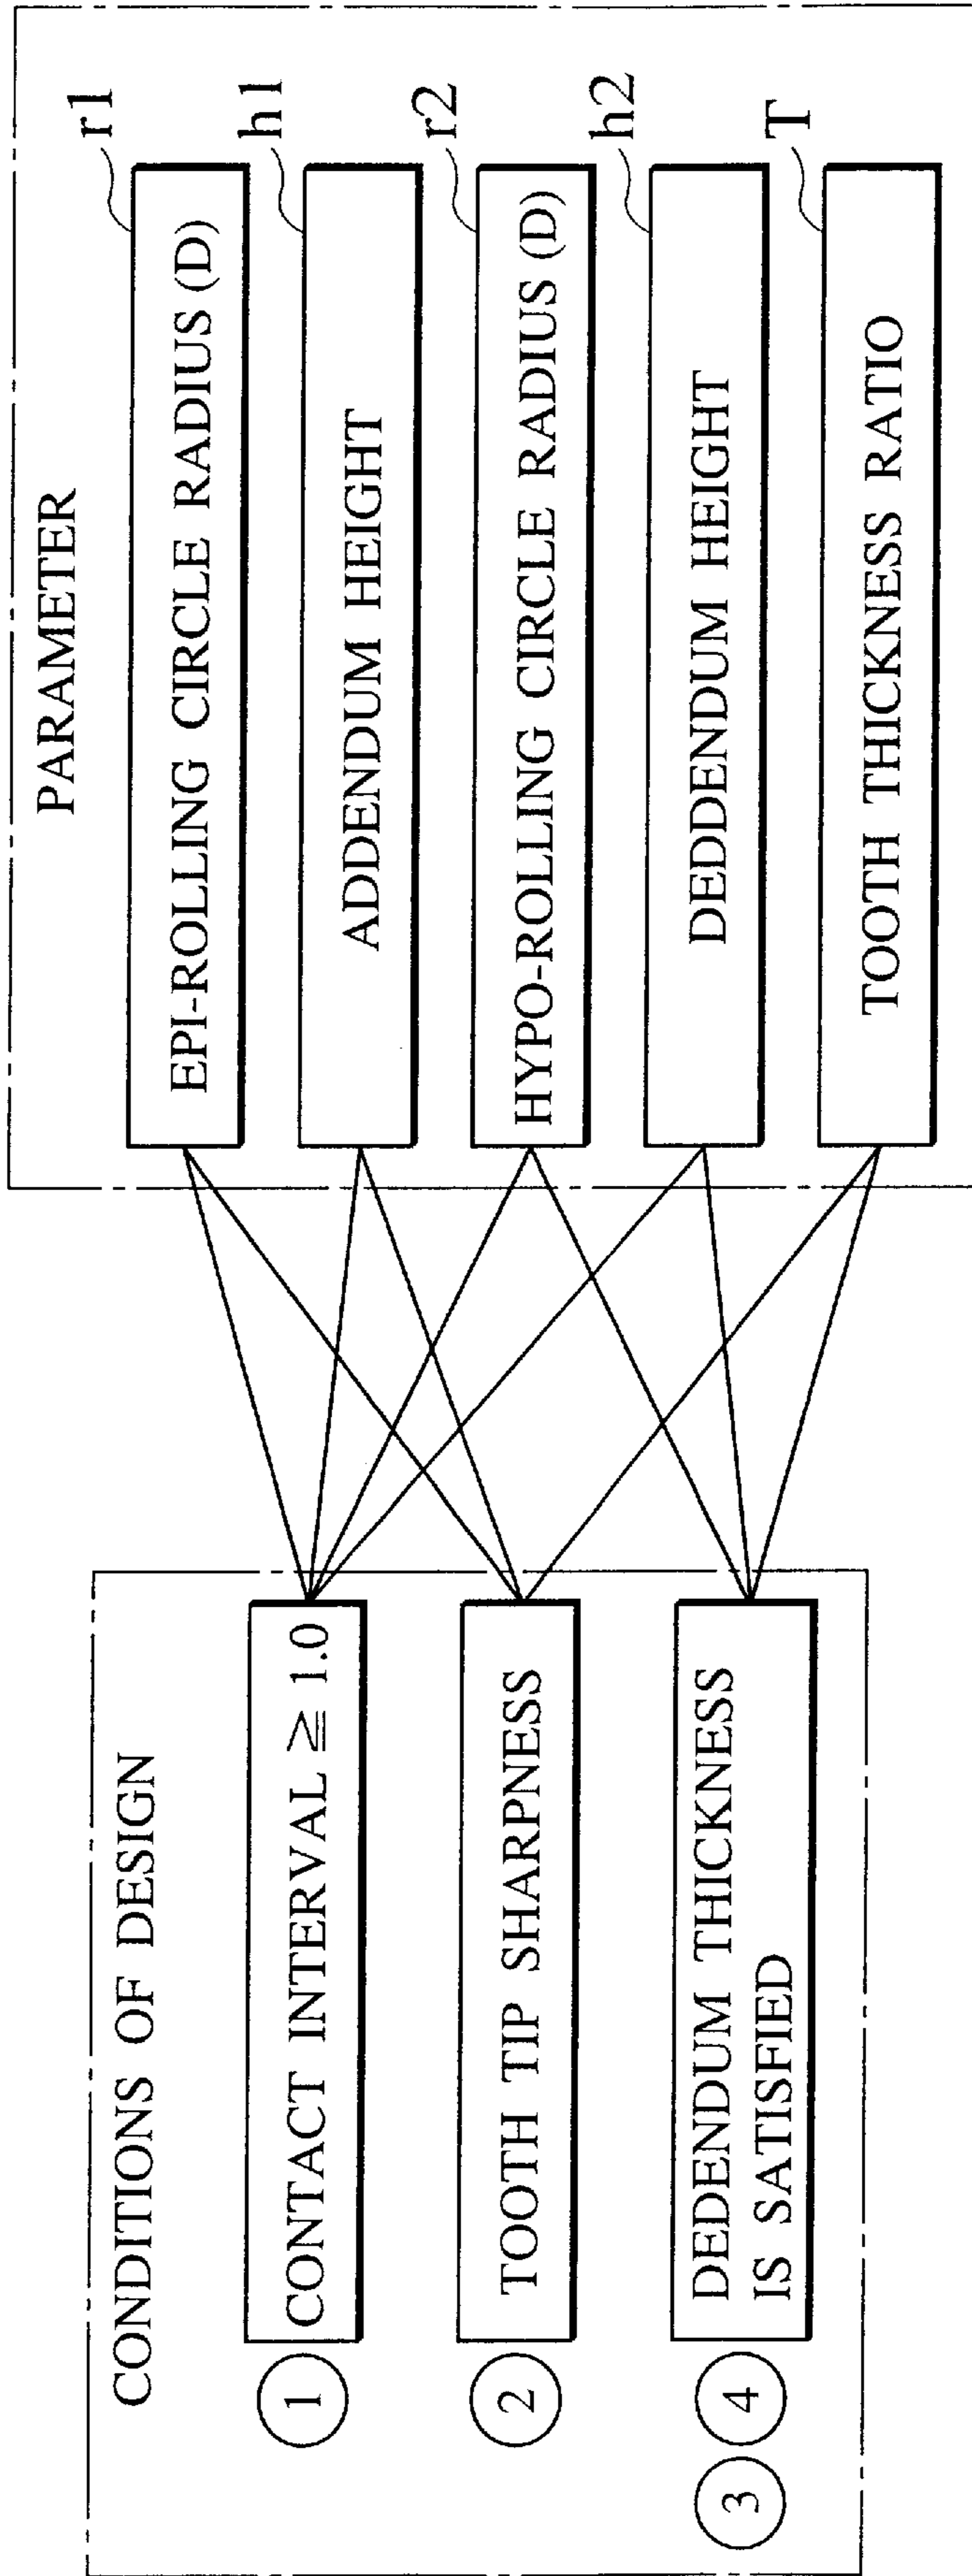 CONDITIONS OF DESIGN
1
CONTACT INTERVAL ≧ 1.0
2
TOOTH TIP SHARPNESS
3
4
DEDENDUM THICKNESS
IS SATISFIED
PARAMETER
EPI-ROLLING CIRCLE RADIUS (D)
r1
ADDENDUM HEIGHT
h1
HYPO-ROLLING CIRCLE RADIUS (D)
r2
DEDDENDUM HEIGHT
h2
TOOTH THICKNESS RATIO
T